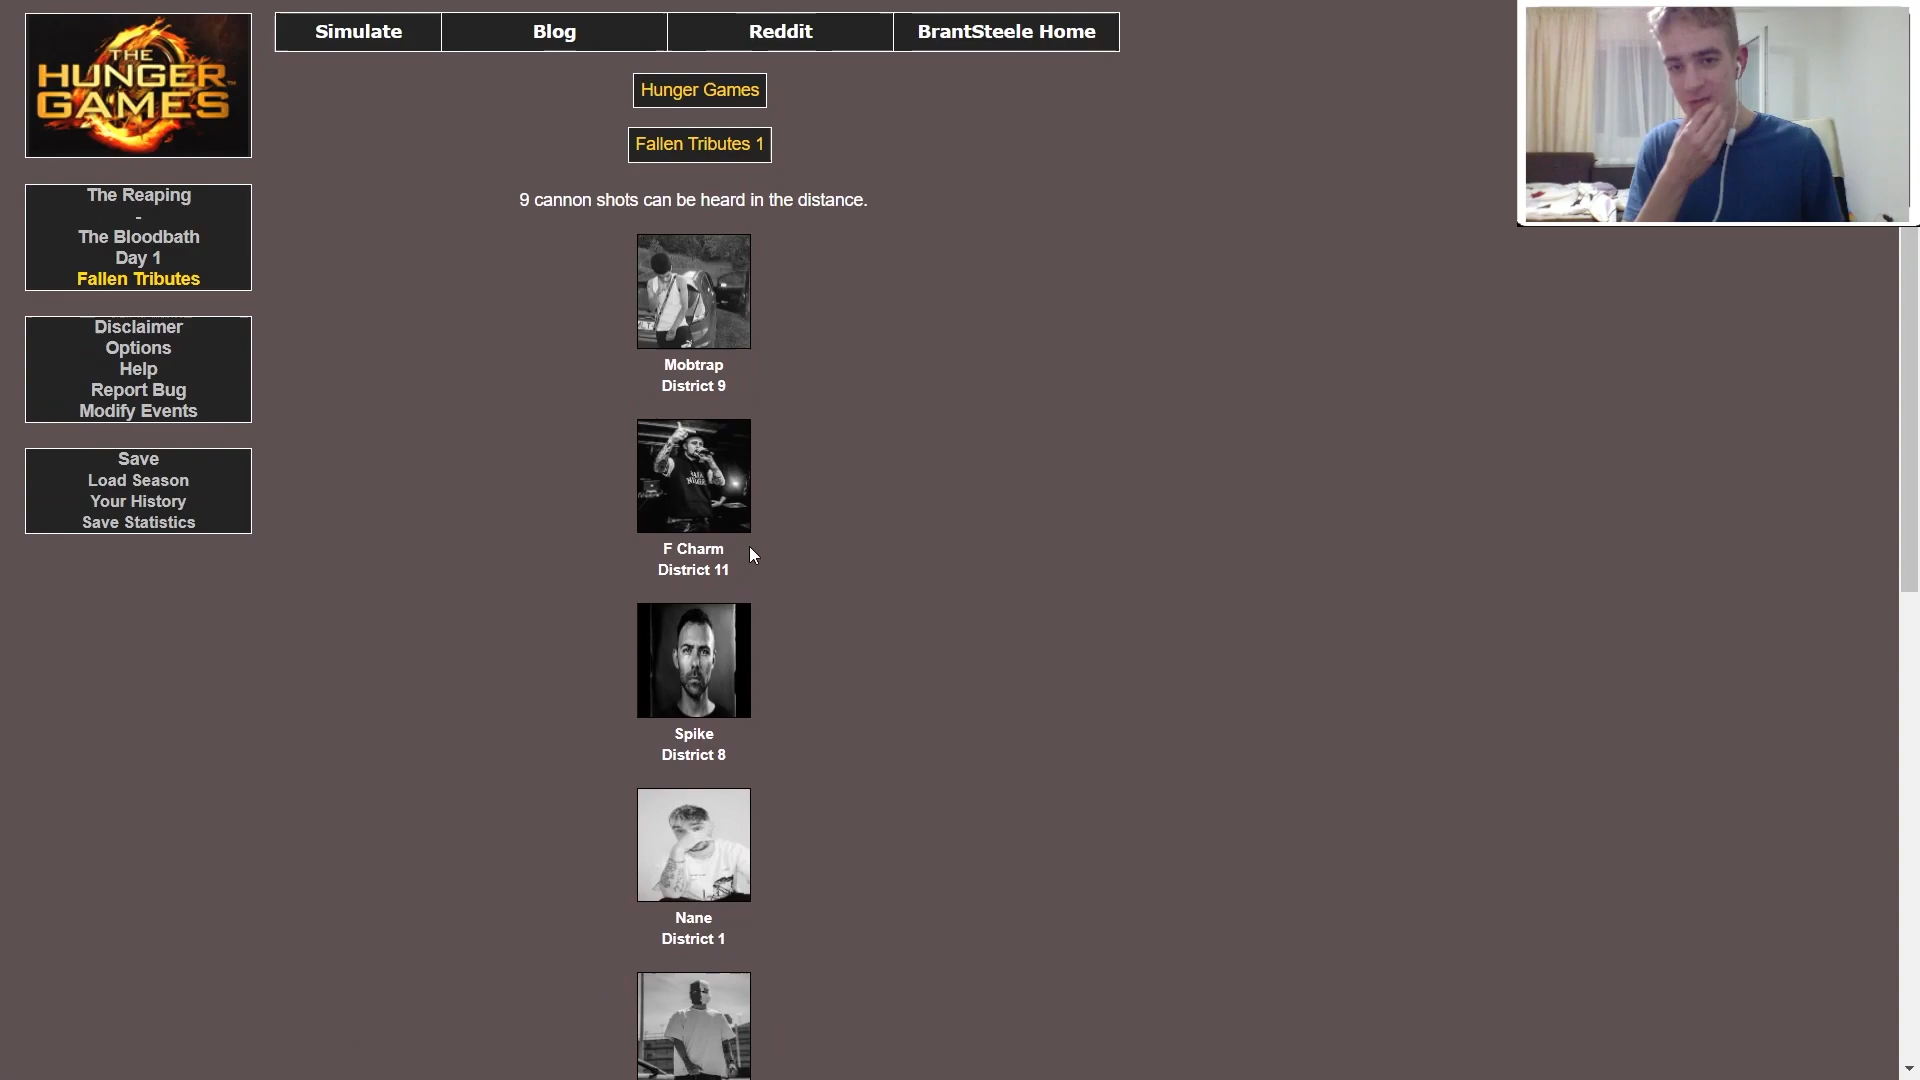 THE
HUNGER
GAMES
Simulate
Blog
Reddit
BrantSteele Home
Hunger Games
Fallen Tributes 1
9 cannon shots can be heard in the distance.
The Reaping
-
The Bloodbath
Day 1
Fallen Tributes
Disclaimer
Options
Help
Report Bug
Modify Events
Save
Load Season
Your History
Save Statistics
Mobtrap
District 9
F Charm
District 11
Spike
District 8
Nane
District 1